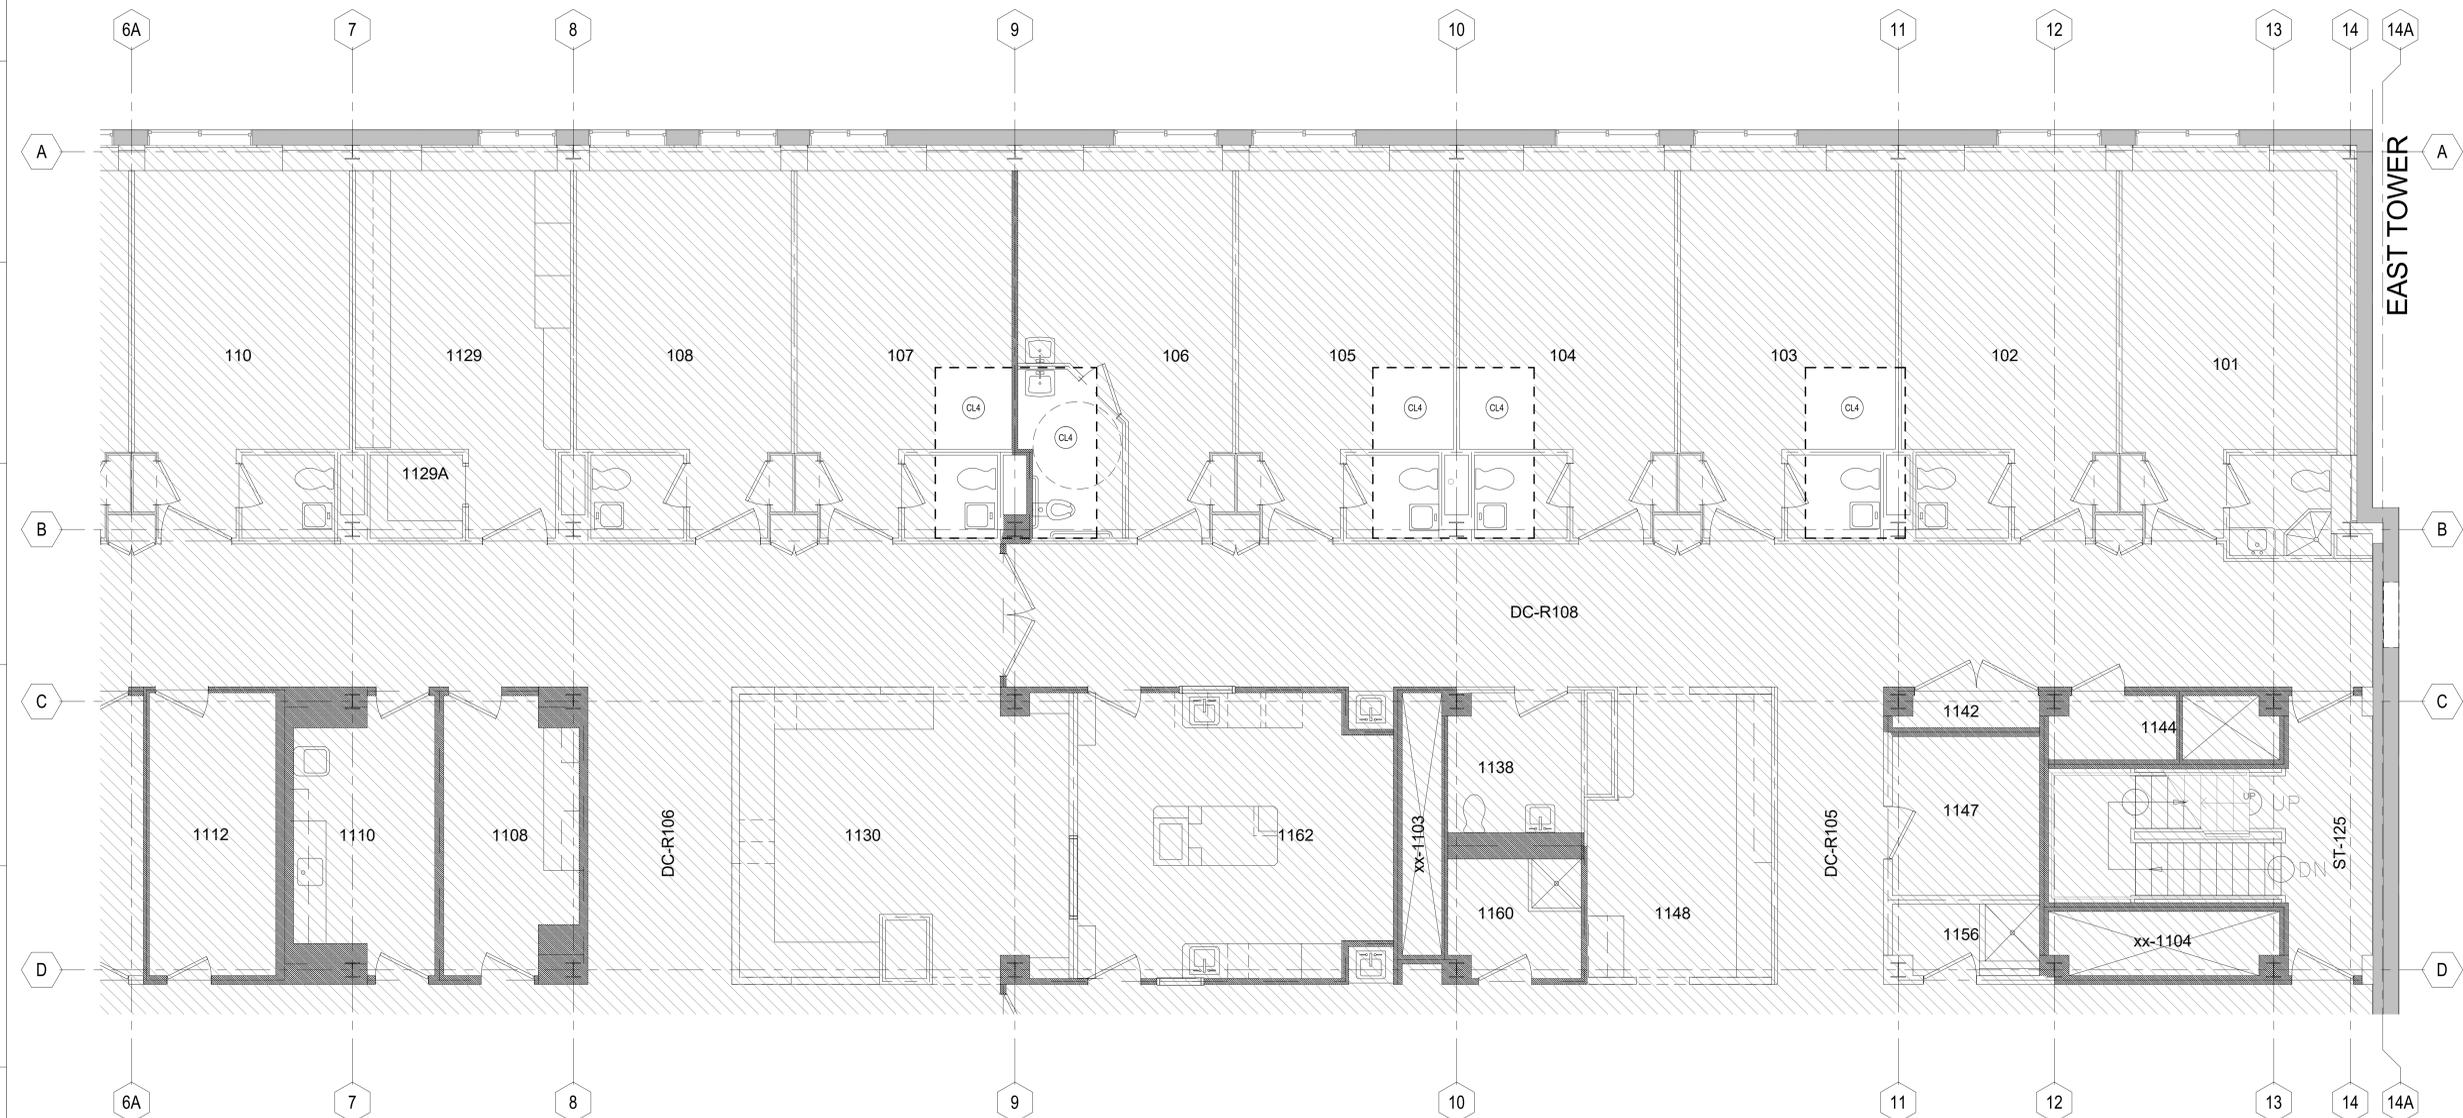 6A 7 8 9 10 11 12 13 14 14A
A A
EAST TOWER
110 1129 108 107 106 105 104 103 102 101
CL4 CL4 CL4 CL4
CL4
1129A
B B
DC-R108
C C
1142
1144
1138
UP UP
1147
1112 1110 1108 DC-R106 1130 1162 xx-1103 DC-R105 ST-125
DN
1160 1148
1156 xx-1104
D D
6A 7 8 9 10 11 12 13 14 14A